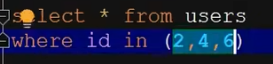 select * from users
where id in (2,4,6)